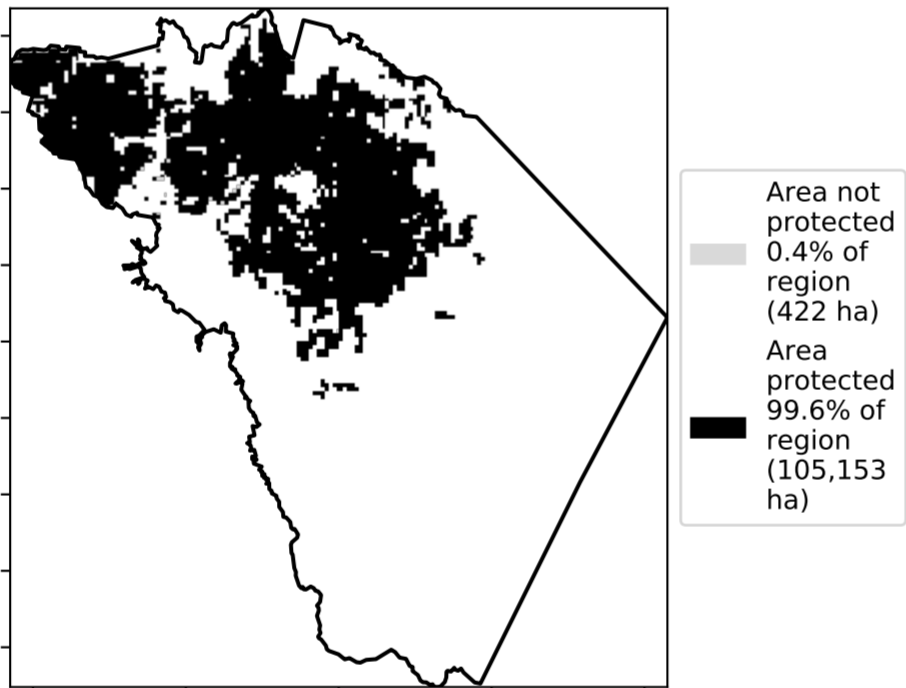 Area not
protected
0.4% of
region
(422 ha)
Area
protected
99.6% of
region
(105,153
ha)